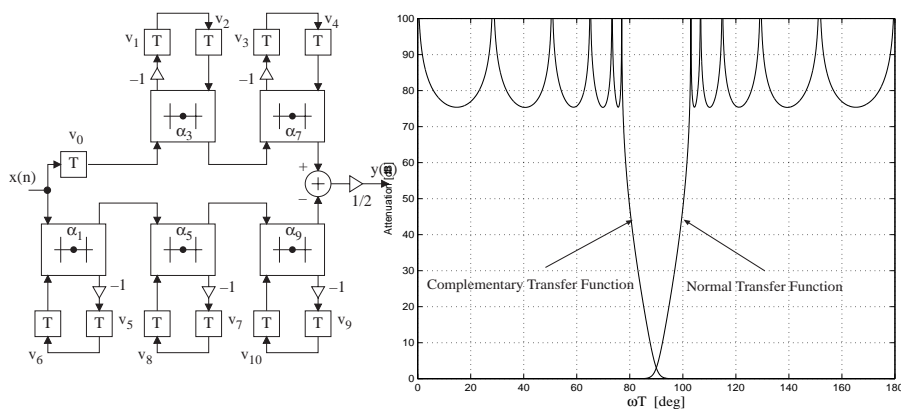 v₂ v₄
v₁ T T v₃ T T
−1 −1
α₃ α₇
v₀
T
x(n)
+
+
−
1/2
y(n)
α₁ α₅ α₉
−1 −1 −1
T T v₅ T T v₇ T T v₉
v₆ v₈ v₁₀
100
90
80
70
60
50
40
30
20
10
0
Attenuation [dB]
Complementary Transfer Function
Normal Transfer Function
0 20 40 60 80 100 120 140 160 180
ωT [deg]